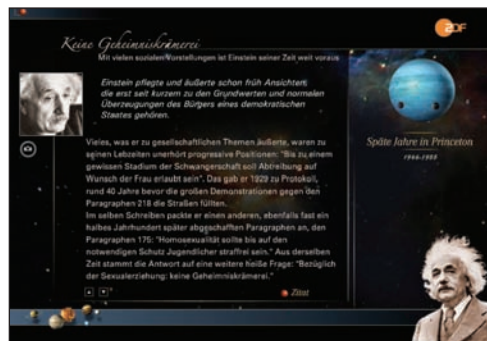 ZDF
Keine Geheimniskrämerei
Mit vielen sozialen Vorstellungen ist Einstein seiner Zeit weit voraus
Einstein pflegte und äußerte schon früh Ansichten,
die erst seit kurzem zu den Grundwerten und normalen
Überzeugungen des Bürgers eines demokratischen
Staates gehören.
Vieles, was er zu gesellschaftlichen Themen äußerte, waren zu
seinen Lebzeiten unerhört progressive Positionen: "Bis zu einem
gewissen Stadium der Schwangerschaft soll Abtreibung auf
Wunsch der Frau erlaubt sein". Das gab er 1929 zu Protokoll,
rund 40 Jahre bevor die großen Demonstrationen gegen den
Paragraphen 218 die Straßen füllten.
Im selben Schreiben packte er einen anderen, ebenfalls fast ein
halbes Jahrhundert später abgeschafften Paragraphen an, den
Paragraphen 175: "Homosexualität sollte bis auf den
notwendigen Schutz Jugendlicher straffrei sein." Aus derselben
Zeit stammt die Antwort auf eine weitere heiße Frage: "Bezüglich
der Sexualerziehung: keine Geheimniskrämerei."
Zitat
Späte Jahre in Princeton
1946-1955